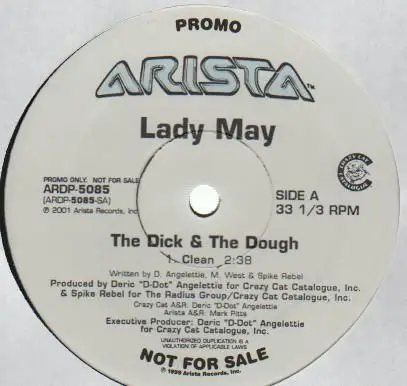 PROMO
ARISTA™
Lady May
PROMO ONLY. NOT FOR SALE
ARDP-5085
(ARDP-5085-SA)
℗ 2001 Arista Records, Inc.
CRAZY CAT
CATALOGUE
SIDE A
33 1/3 RPM
The Dick & The Dough
1. Clean 2:38
Written by D. Angelettie, M. West & Spike Rebel
Produced by Deric "D-Dot" Angelettie for Crazy Cat Catalogue, Inc.
& Spike Rebel for The Radius Group/Crazy Cat Catalogue, Inc.
Crazy Cat A&R: Deric "D-Dot" Angelettie
Arista A&R: Mark Pitts
Executive Producer: Deric "D-Dot" Angelettie
for Crazy Cat Catalogue, Inc.
UNAUTHORIZED DUPLICATION IS A
VIOLATION OF APPLICABLE LAWS
NOT FOR SALE
© 1999 Arista Records, Inc.